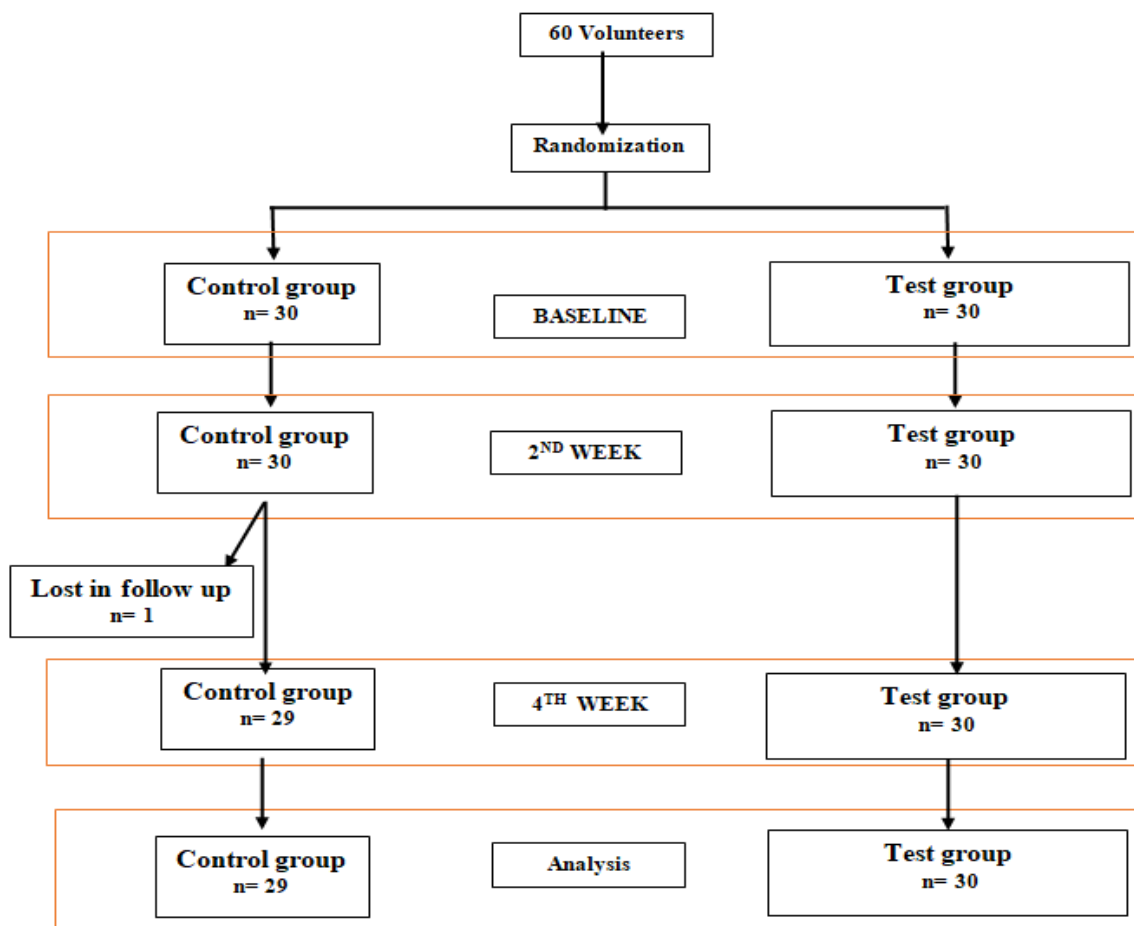 60 Volunteers
Randomization
Control group
n= 30
BASELINE
Test group
n= 30
Control group
n= 30
2ND WEEK
Test group
n= 30
Lost in follow up
n= 1
Control group
n= 29
4TH WEEK
Test group
n= 30
Control group
n= 29
Analysis
Test group
n= 30